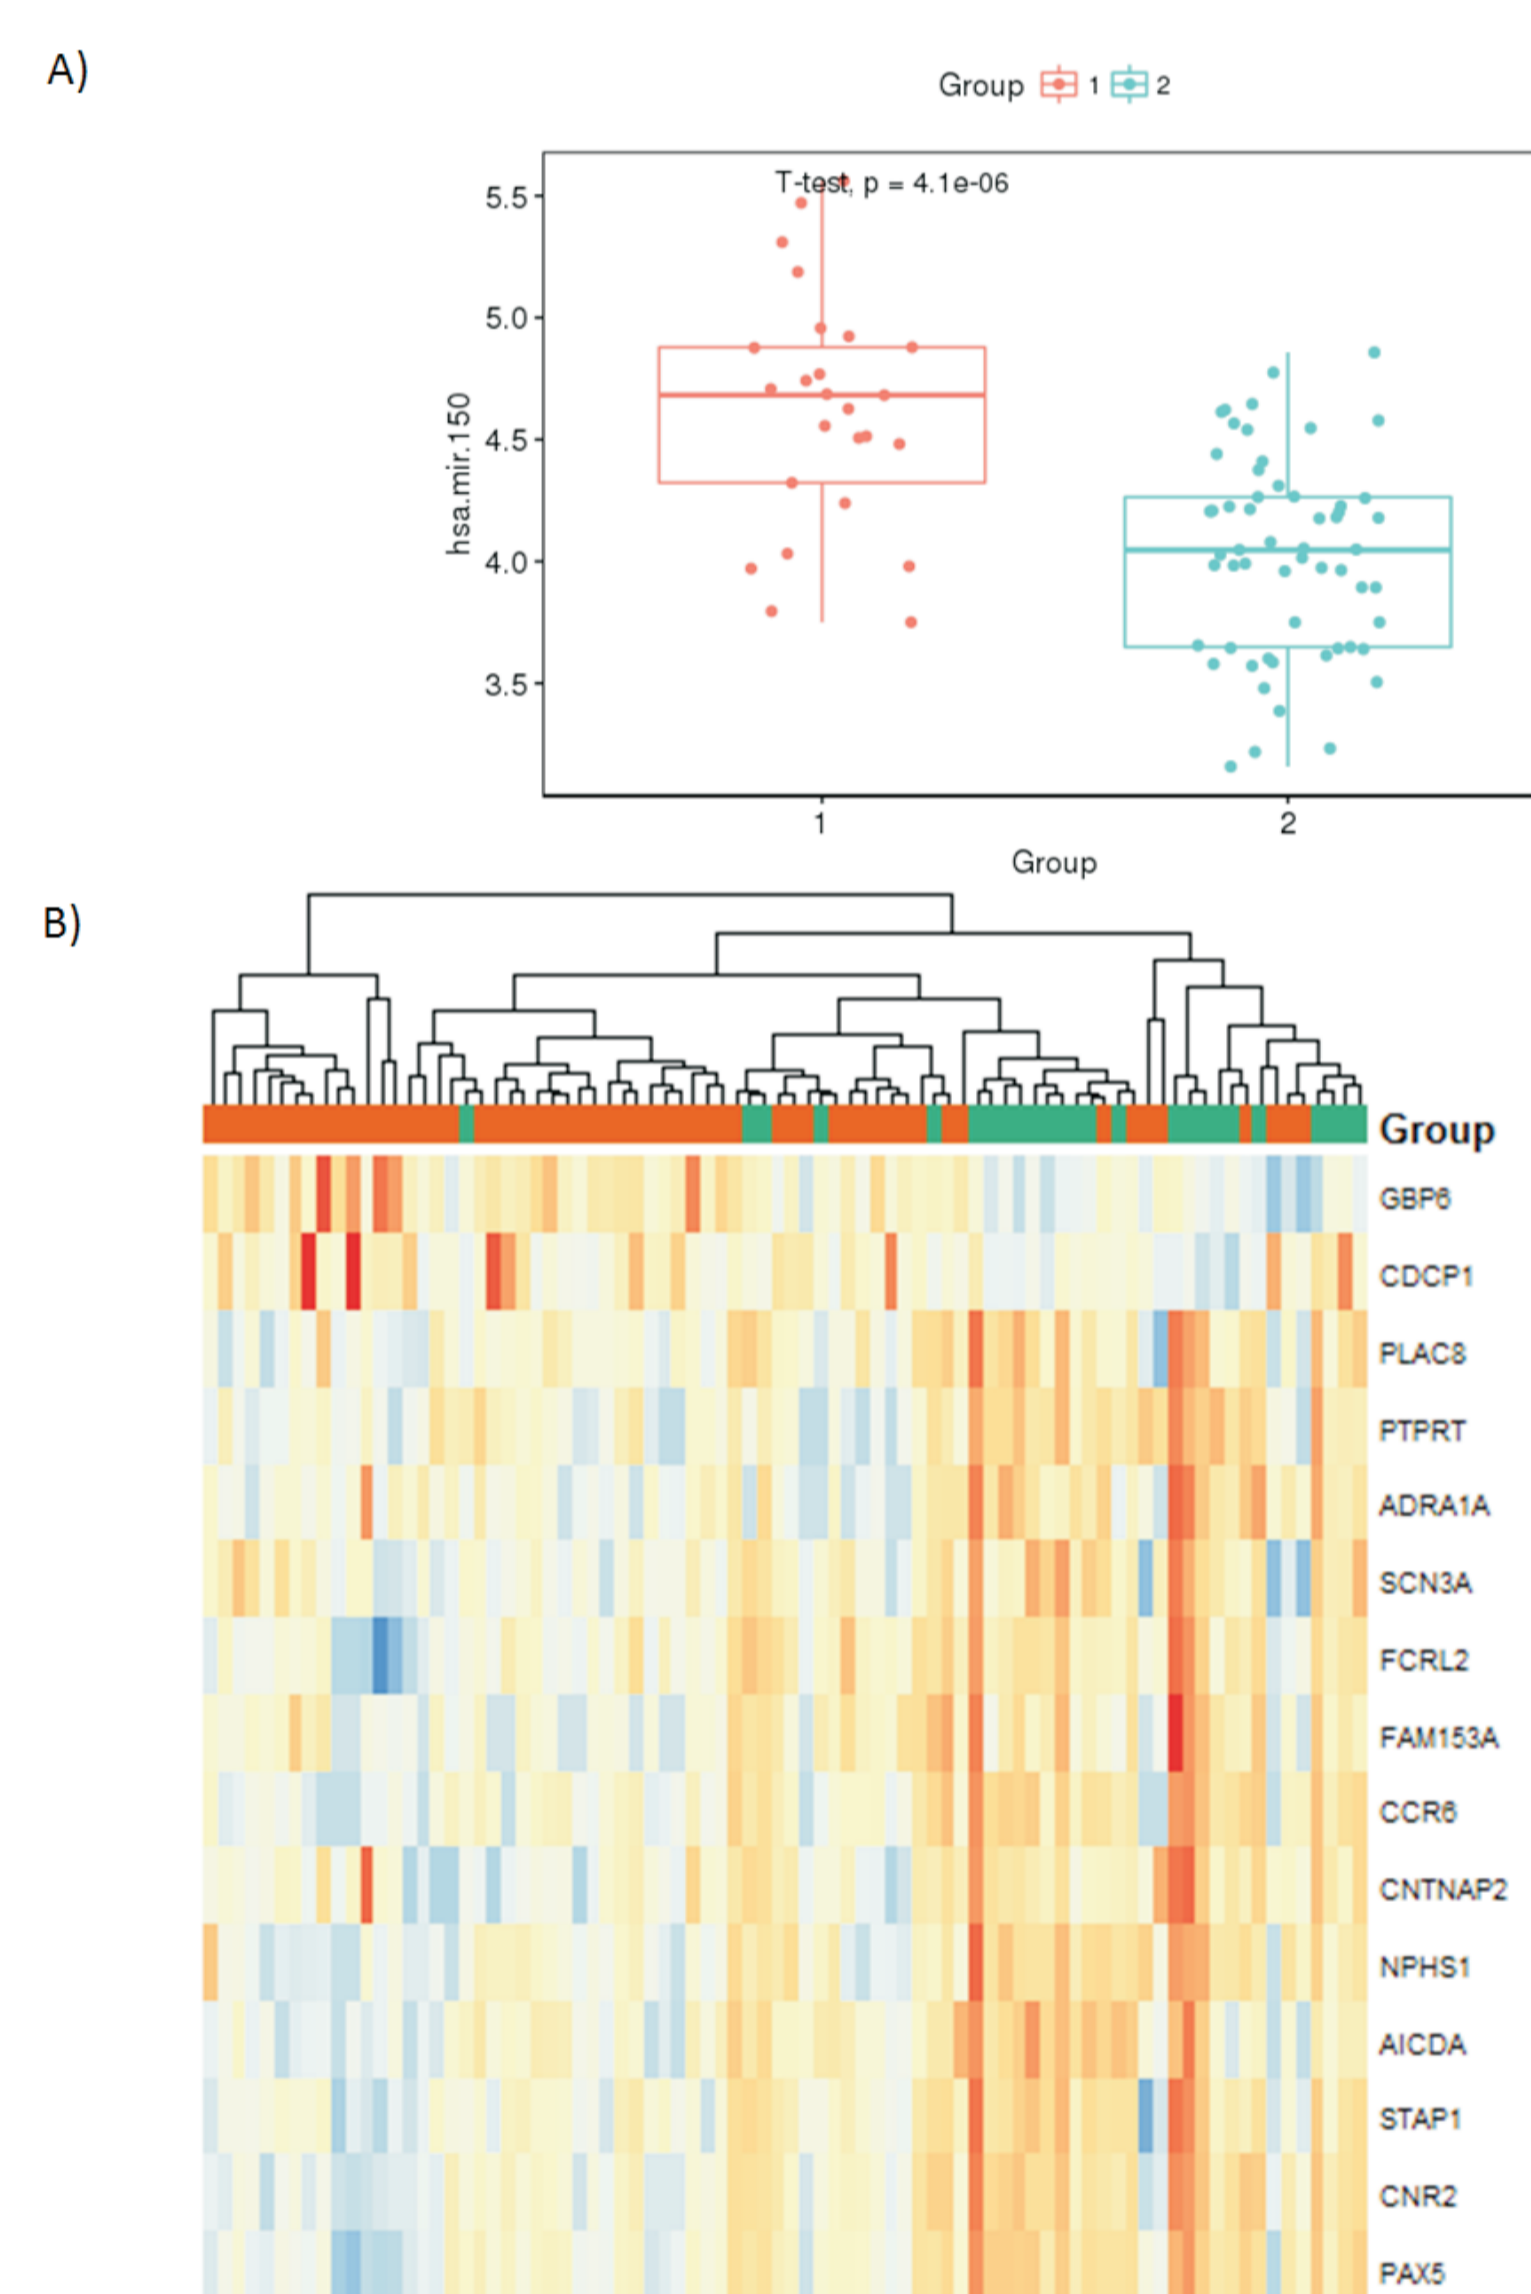 A)
Group 1 2
T-test, p = 4.1e-06
5.5
5.0
4.5
4.0
3.5
hsa.mir.150
1 2
Group
B)
Group
GBP6
CDCP1
PLAC8
PTPRT
ADRA1A
SCN3A
FCRL2
FAM153A
CCR6
CNTNAP2
NPHS1
AICDA
STAP1
CNR2
PAX5